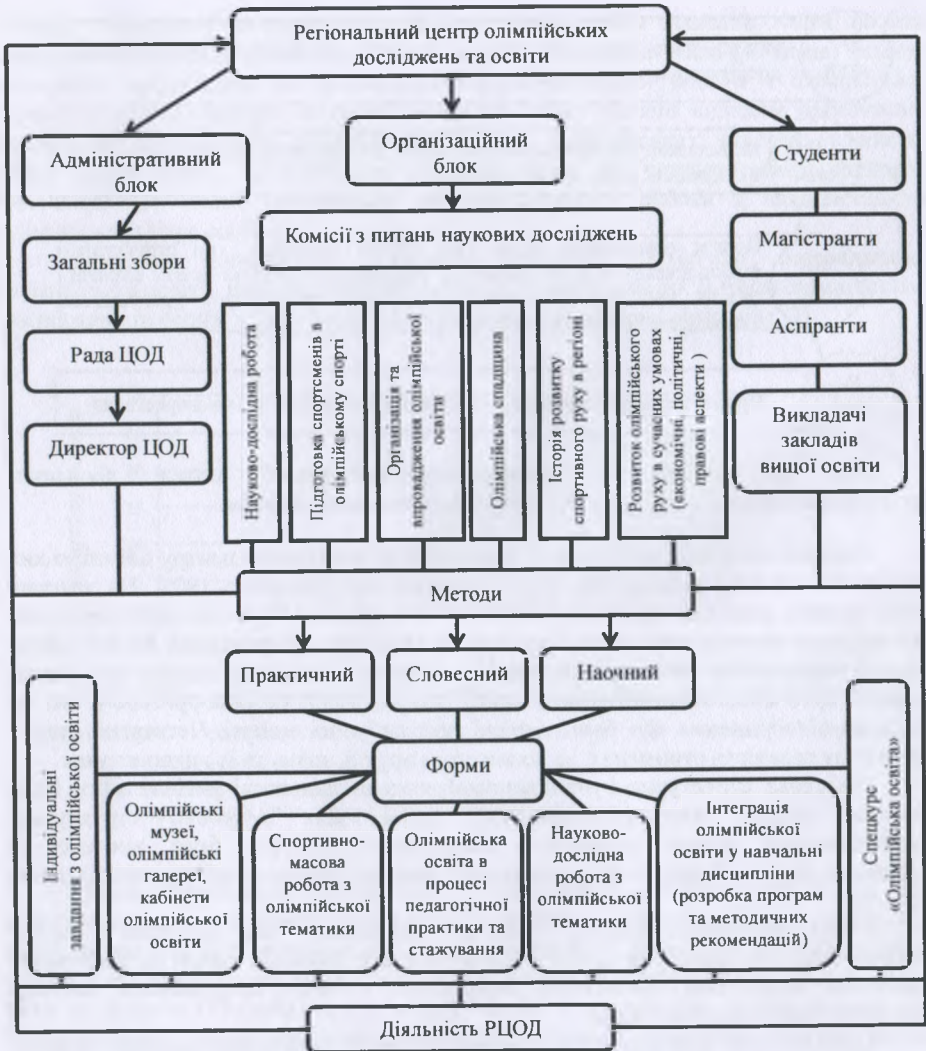 Регіональний центр олімпійських
досліджень та освіти
Адміністративний
блок
Організаційний
блок
Студенти
Загальні збори
Комісії з питань наукових досліджень
Магістранти
Рада ЦОД
Аспіранти
Директор ЦОД
Викладачі
закладів
вищої освіти
Науково-дослідна робота
Підготовка спортсменів в
олімпійському спорті
Організація та
впровадження олімпійської
освіти
Олімпійська спадщина
Історія розвитку
спортивного руху в регіоні
Розвиток олімпійського
руху в сучасних умовах
(економічні, політичні,
правові аспекти )
Методи
Практичний
Словесний
Наочний
Форми
Індивідуальні
завдання з олімпійської освіти
Олімпійські
музеї,
олімпійські
галереї,
кабінети
олімпійської
освіти
Спортивно-
масова
робота з
олімпійської
тематики
Олімпійська
освіта в
процесі
педагогічної
практики та
стажування
Науково-
дослідна
робота з
олімпійської
тематики
Інтеграція
олімпійської
освіти у навчальні
дисципліни
(розробка програм
та методичних
рекомендацій)
Спецкурс
«Олімпійська освіта»
Діяльність РЦОД